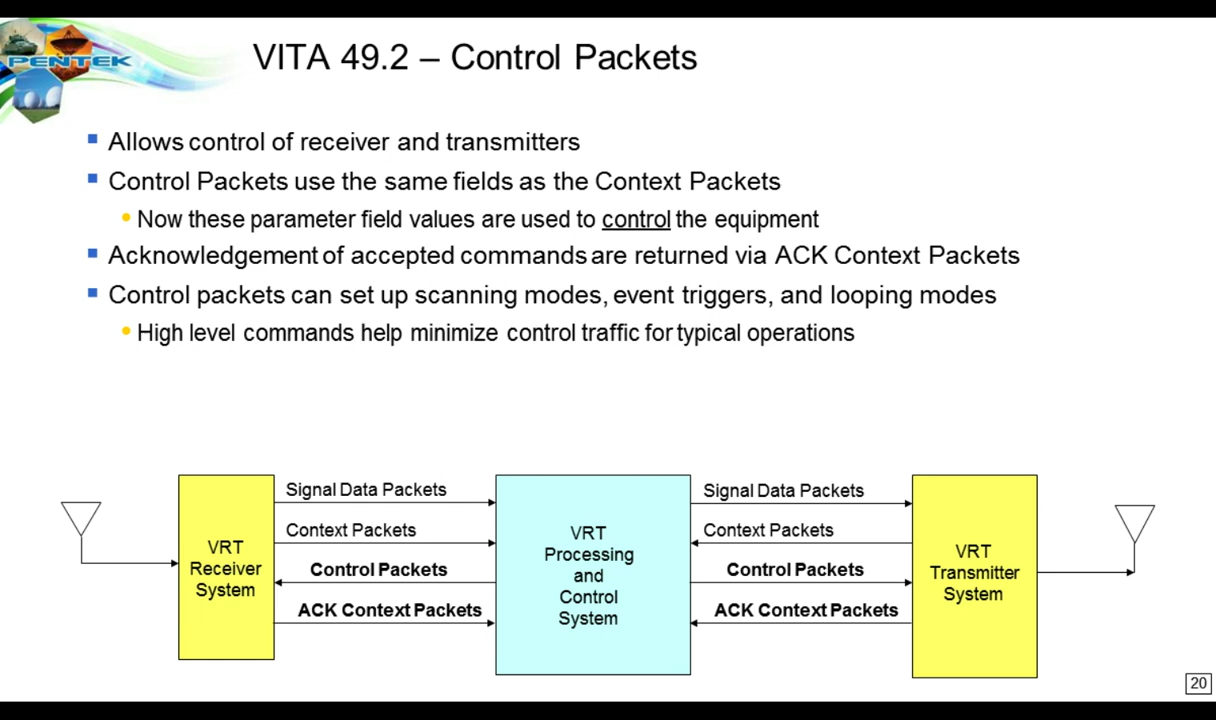 PENTEK
VITA 49.2 – Control Packets
Allows control of receiver and transmitters
Control Packets use the same fields as the Context Packets
Now these parameter field values are used to control the equipment
Acknowledgement of accepted commands are returned via ACK Context Packets
Control packets can set up scanning modes, event triggers, and looping modes
High level commands help minimize control traffic for typical operations
VRT
Receiver
System
Signal Data Packets
Context Packets
Control Packets
ACK Context Packets
VRT
Processing
and
Control
System
Signal Data Packets
Context Packets
Control Packets
ACK Context Packets
VRT
Transmitter
System
20